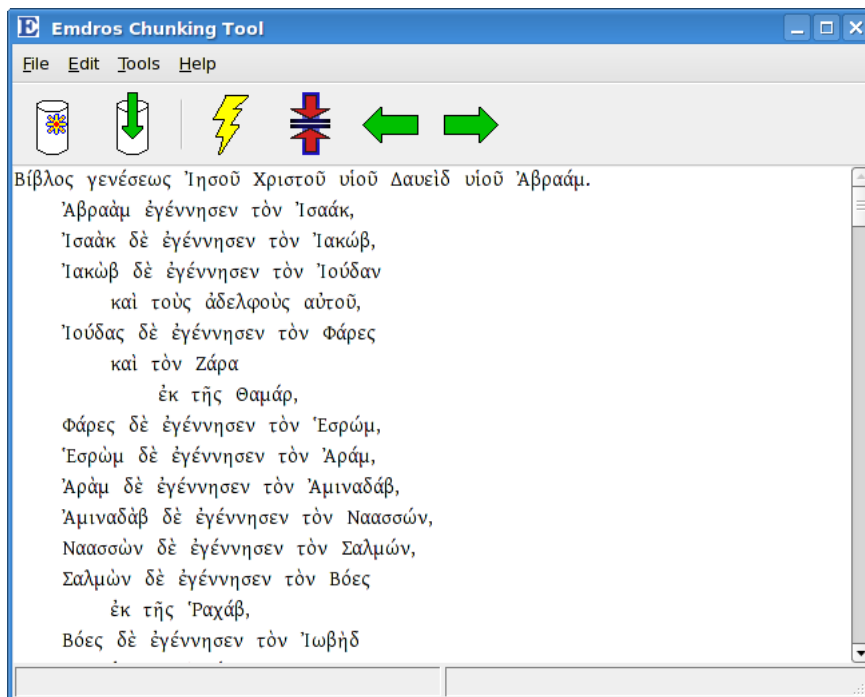 Emdros Chunking Tool
File Edit Tools Help
Βίβλος γενέσεως Ἰησοῦ Χριστοῦ υἱοῦ Δαυεὶδ υἱοῦ Ἀβραάμ.
Ἀβραὰμ ἐγέννησεν τὸν Ἰσαάκ,
Ἰσαὰκ δὲ ἐγέννησεν τὸν Ἰακώβ,
Ἰακὼβ δὲ ἐγέννησεν τὸν Ἰούδαν
καὶ τοὺς ἀδελφοὺς αὐτοῦ,
Ἰούδας δὲ ἐγέννησεν τὸν Φάρες
καὶ τὸν Ζάρα
ἐκ τῆς Θαμάρ,
Φάρες δὲ ἐγέννησεν τὸν Ἑσρώμ,
Ἑσρὼμ δὲ ἐγέννησεν τὸν Ἀράμ,
Ἀρὰμ δὲ ἐγέννησεν τὸν Ἀμιναδάβ,
Ἀμιναδὰβ δὲ ἐγέννησεν τὸν Ναασσών,
Ναασσὼν δὲ ἐγέννησεν τὸν Σαλμών,
Σαλμὼν δὲ ἐγέννησεν τὸν Βόες
ἐκ τῆς Ῥαχάβ,
Βόες δὲ ἐγέννησεν τὸν Ἰωβὴδ